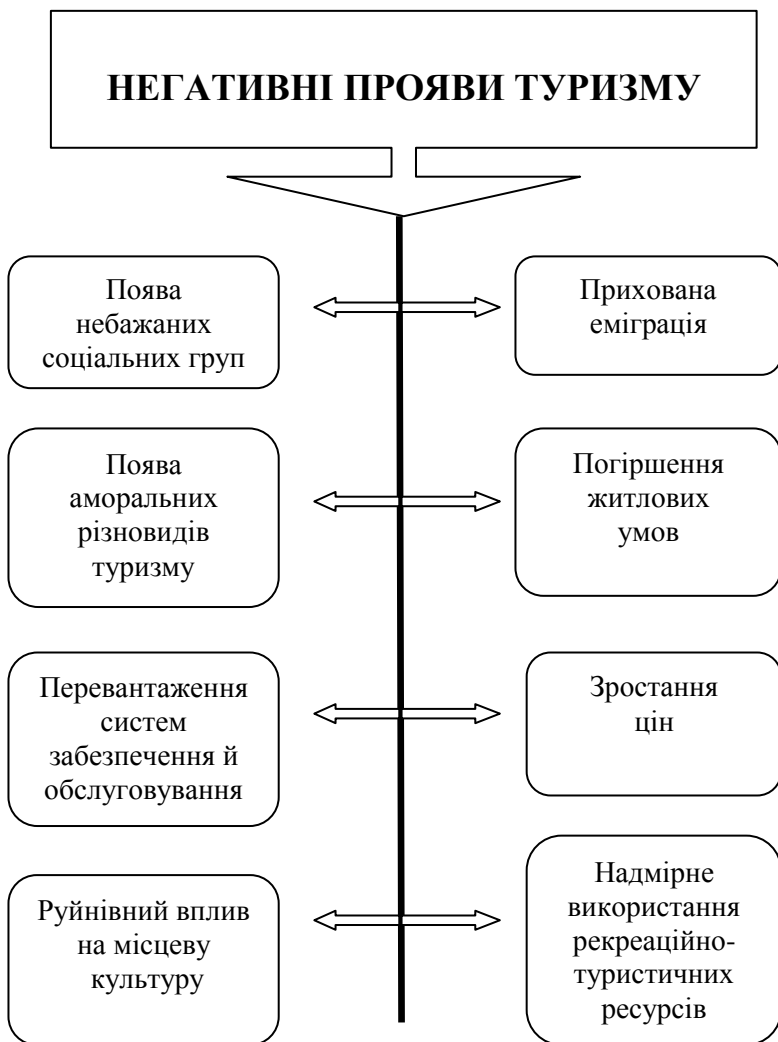 НЕГАТИВНІ ПРОЯВИ ТУРИЗМУ
Поява
небажаних
соціальних груп
Прихована
еміграція
Поява
аморальних
різновидів
туризму
Погіршення
житлових
умов
Перевантаження
систем
забезпечення й
обслуговування
Зростання
цін
Руйнівний вплив
на місцеву
культуру
Надмірне
використання
рекреаційно-
туристичних
ресурсів